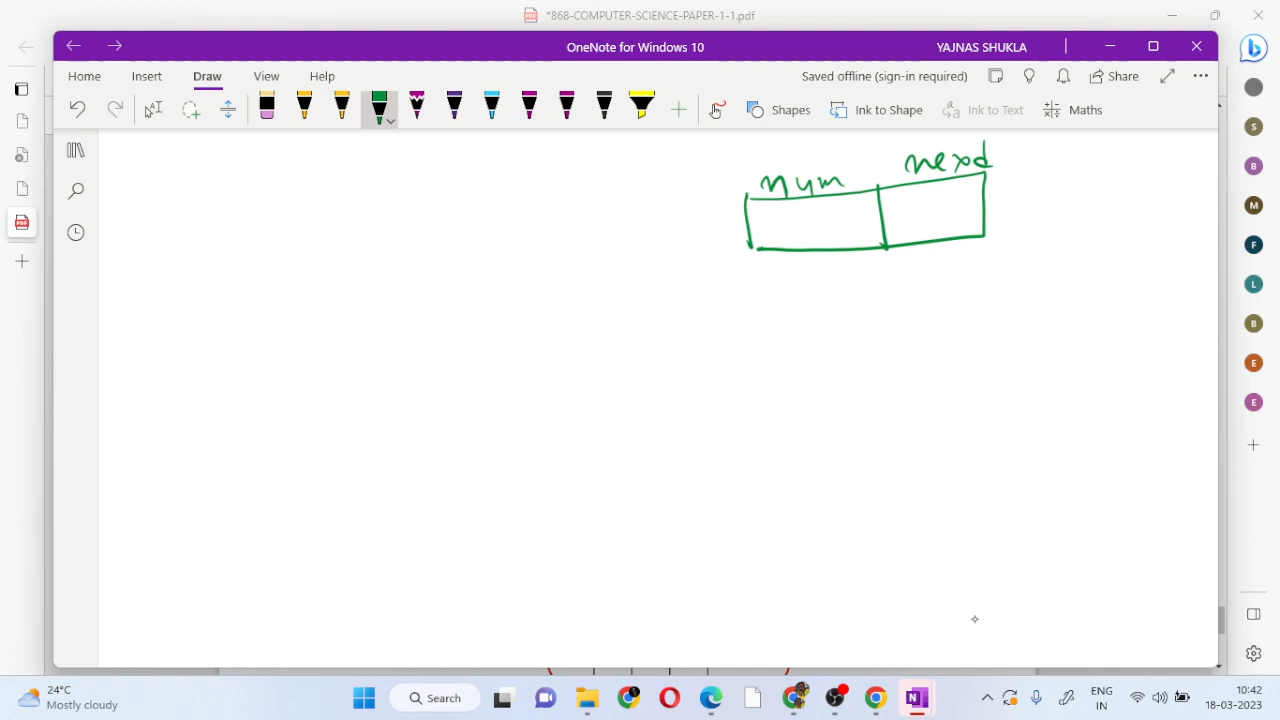 *868-COMPUTER-SCIENCE-PAPER-1-1.pdf
OneNote for Windows 10
YAJNAS SHUKLA
Home Insert Draw View Help
Saved offline (sign-in required)
Share
Shapes
Ink to Shape
Ink to Text
Maths
num
next
S
B
M
F
L
B
E
E
24°C
Mostly cloudy
Search
ENG
IN
10:42
18-03-2023